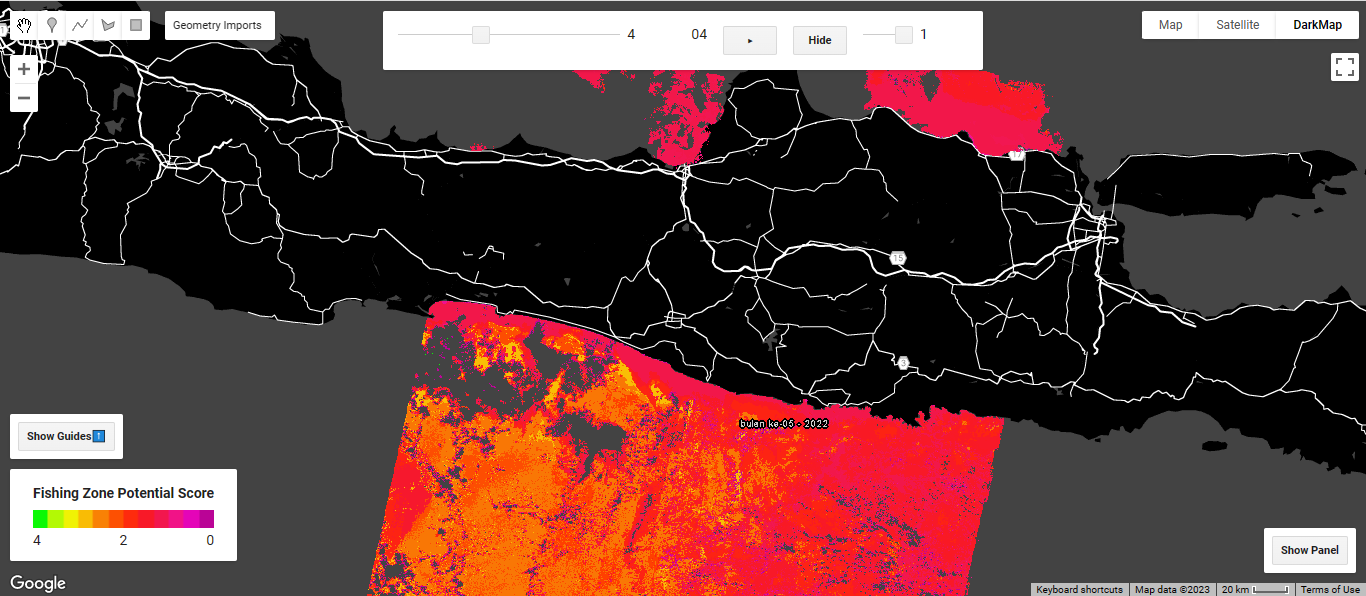 Geometry Imports
4
04
Hide
1
Map
Satellite
DarkMap
+
−
17
15
3
bulan ke-05 - 2022
Show Guides
Fishing Zone Potential Score
4 2 0
Show Panel
Google
Keyboard shortcuts
Map data ©2023
20 km
Terms of Use